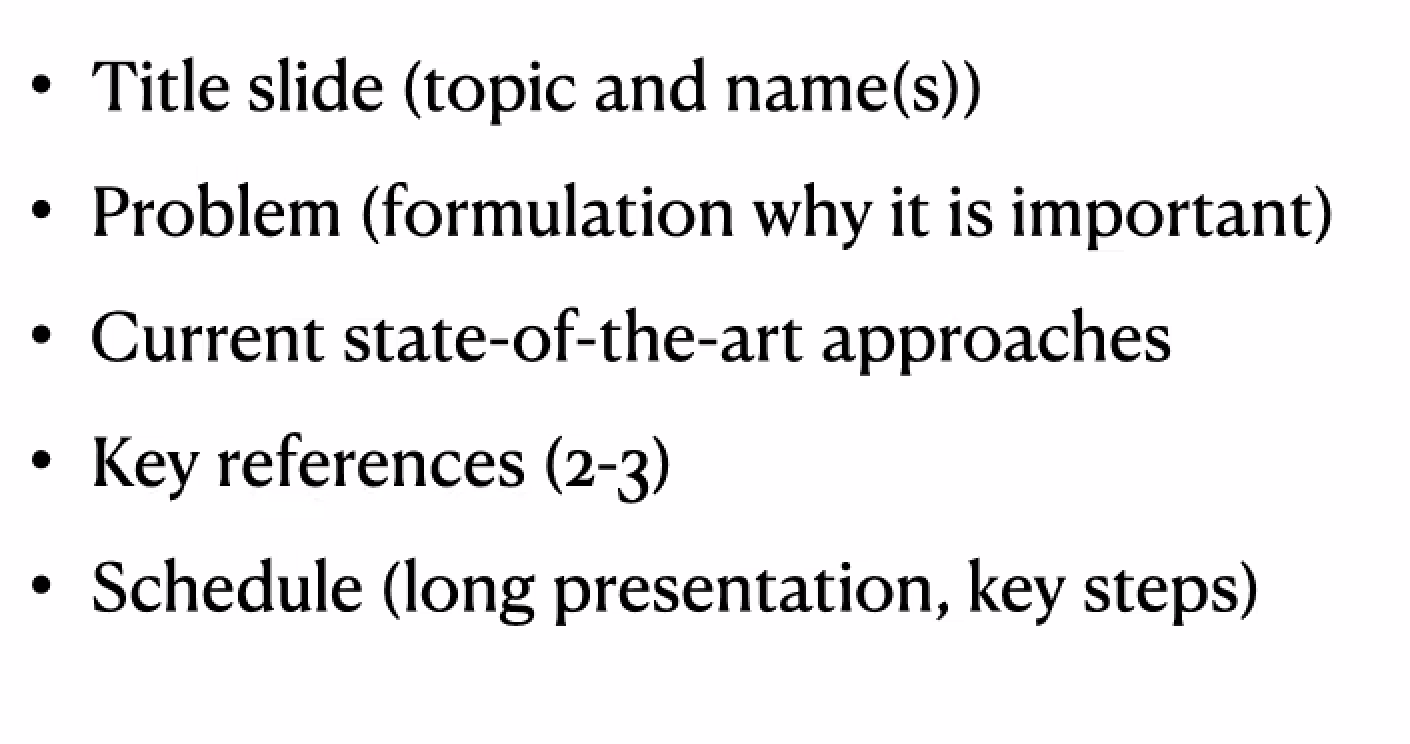 • Title slide (topic and name(s))
• Problem (formulation why it is important)
• Current state-of-the-art approaches
• Key references (2-3)
• Schedule (long presentation, key steps)